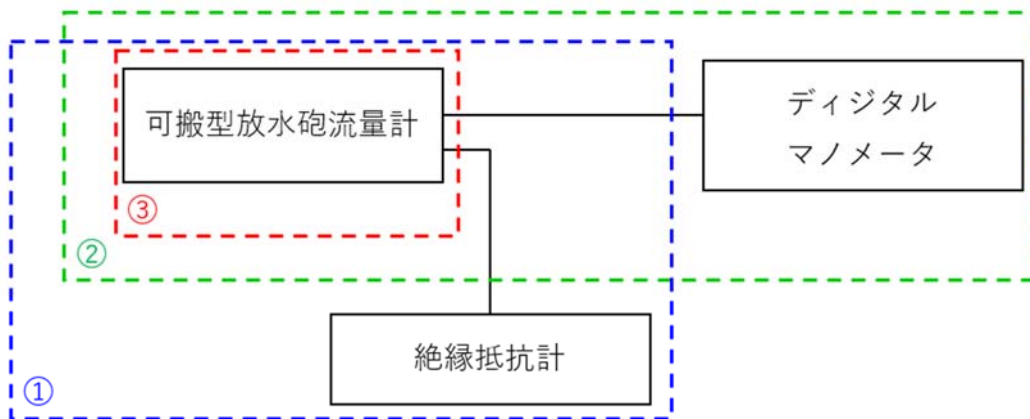 可搬型放水砲流量計
ディジタル
マノメータ
③
②
絶縁抵抗計
①